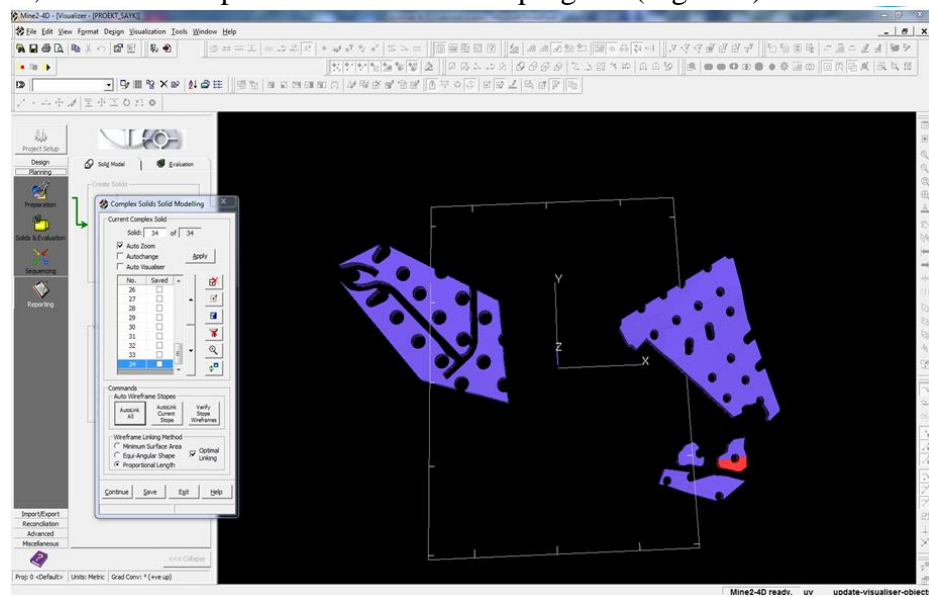 Mine2-4D - [Visualizer - [PROEKT_SAYK]]
File Edit View Format Design Visualization Tools Window Help
Project Setup
Design
Planning
Preparation
Solids & Evaluation
Sequencing
Reporting
Import/Export
Reconciliation
Advanced
Miscellaneous
Solid Model
Evaluation
Create Solids
Complex Solids Solid Modelling
Current Complex Solid
Solid: 34 of 34
Auto Zoom
Autochange
Apply
Auto Visualiser
No. Saved
26
27
28
29
30
31
32
33
34
Commands
Auto Wireframe Stopes
AutoLink All
AutoLink Current Stope
Verify Stope Wireframes
Wireframe Linking Method
Minimum Surface Area
Equi-Angular Shape
Proportional Length
Optimal Linking
Continue Save Exit Help
<<< Collapse
Y
Z
X
Proj: 0 <Default> Units: Metric Grad Conv: * (+ve up)
Mine2-4D ready. uv update-visualiser-object